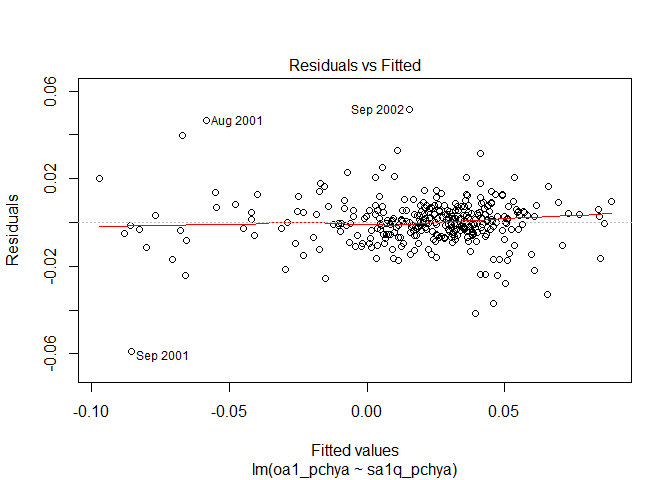 Residuals vs Fitted
0.06
Sep 2002
Aug 2001
0.02
Residuals
-0.02
-0.06
Sep 2001
-0.10
-0.05
0.00
0.05
Fitted values
lm(oa1_pchya ~ sa1q_pchya)